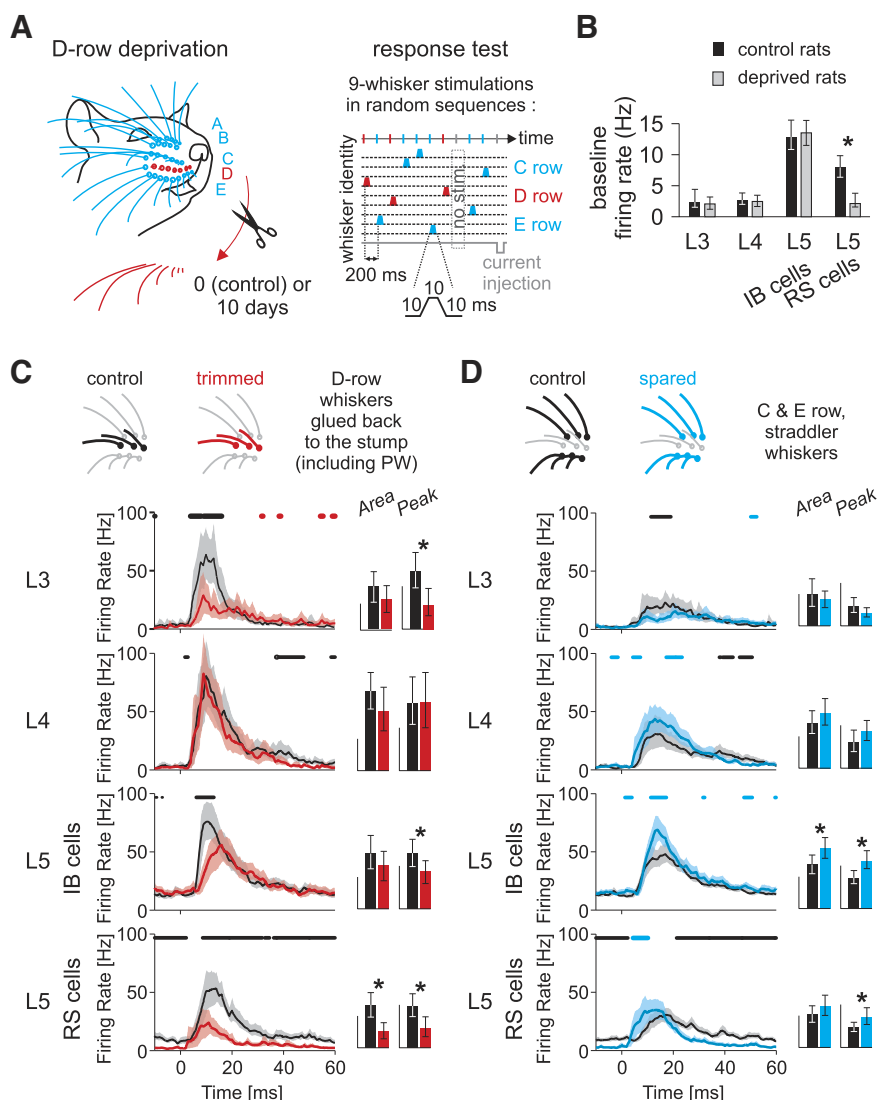 A
D-row deprivation
A
B
C
D
E
0 (control) or
10 days
response test
9-whisker stimulations
in random sequences :
time
whisker identity
no stim.
C row
D row
E row
200 ms
current
injection
10
10
10 ms
B
control rats
deprived rats
baseline
firing rate (Hz)
15
10
5
0
*
L3
L4
L5
IB cells
L5
RS cells
C
control
trimmed
D-row
whiskers
glued back
to the stump
(including PW)
Area
Peak
L3
Firing Rate [Hz]
100
50
0
*
L4
Firing Rate [Hz]
100
50
0
L5
IB cells
Firing Rate [Hz]
100
50
0
*
L5
RS cells
Firing Rate [Hz]
100
50
0
* *
0 20 40 60
Time [ms]
D
control
spared
C & E row,
straddler
whiskers
Area
Peak
L3
Firing Rate [Hz]
100
50
0
L4
Firing Rate [Hz]
100
50
0
L5
IB cells
Firing Rate [Hz]
100
50
0
* *
L5
RS cells
Firing Rate [Hz]
100
50
0
*
0 20 40 60
Time [ms]